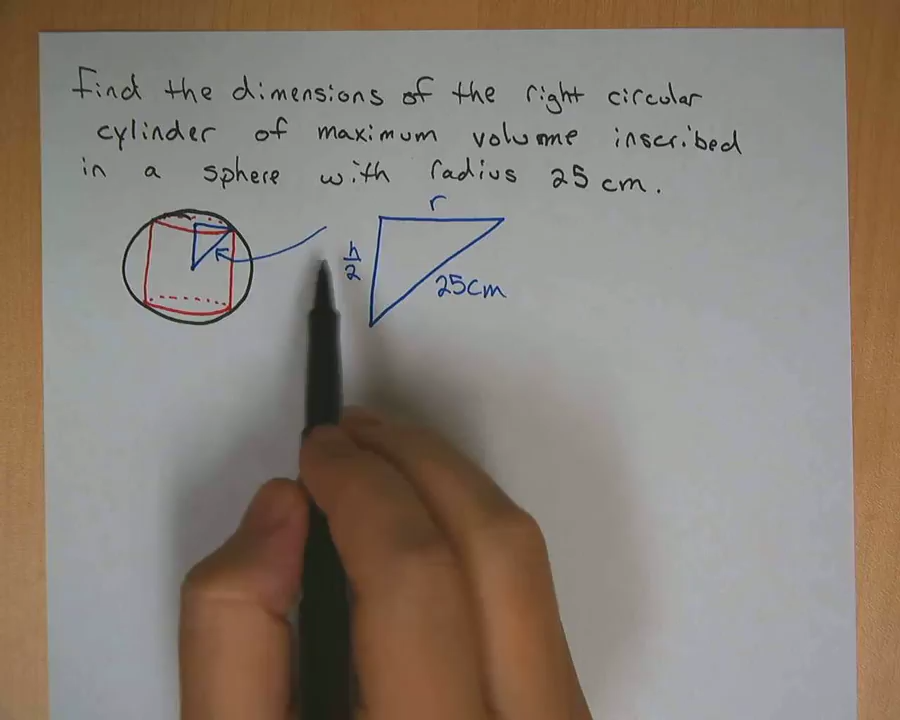 Find the dimensions of the right circular
cylinder of maximum volume inscribed
in a sphere with radius 25 cm.
r
h
2
25cm